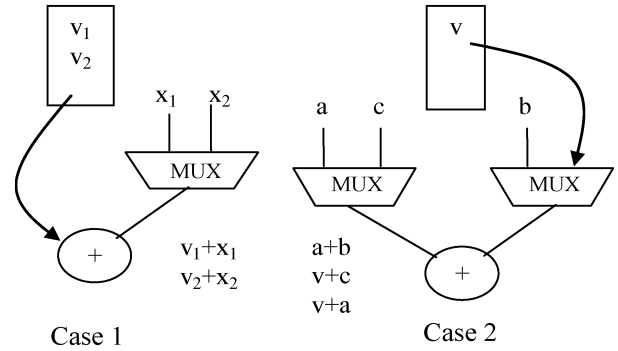 v₁
v₂
x₁ x₂
MUX
+
v₁+x₁
v₂+x₂
Case 1
v
a c b
MUX MUX
+
a+b
v+c
v+a
Case 2